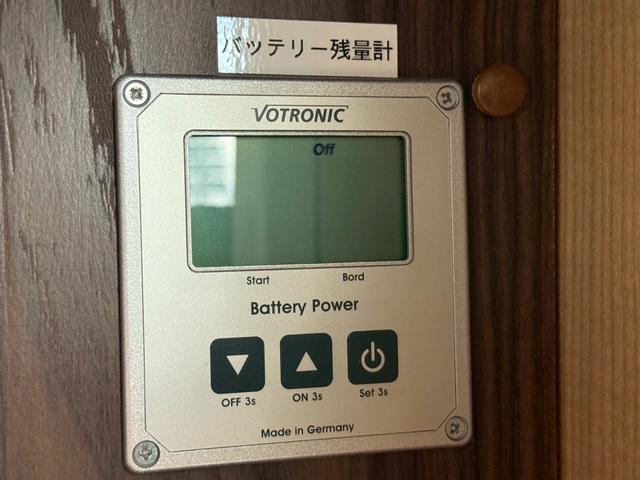 バッテリー残量計
VOTRONIC
Off
Start Bord
Battery Power
OFF 3s ON 3s Set 3s
Made in Germany